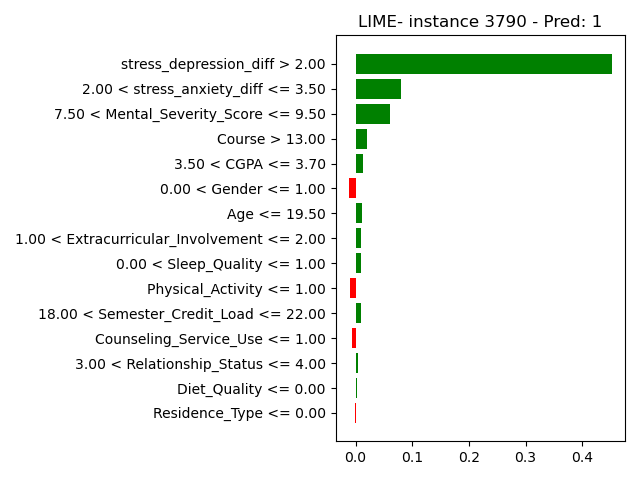 LIME- instance 3790 - Pred: 1
stress_depression_diff > 2.00
2.00 < stress_anxiety_diff <= 3.50
7.50 < Mental_Severity_Score <= 9.50
Course > 13.00
3.50 < CGPA <= 3.70
0.00 < Gender <= 1.00
Age <= 19.50
1.00 < Extracurricular_Involvement <= 2.00
0.00 < Sleep_Quality <= 1.00
Physical_Activity <= 1.00
18.00 < Semester_Credit_Load <= 22.00
Counseling_Service_Use <= 1.00
3.00 < Relationship_Status <= 4.00
Diet_Quality <= 0.00
Residence_Type <= 0.00
0.0 0.1 0.2 0.3 0.4